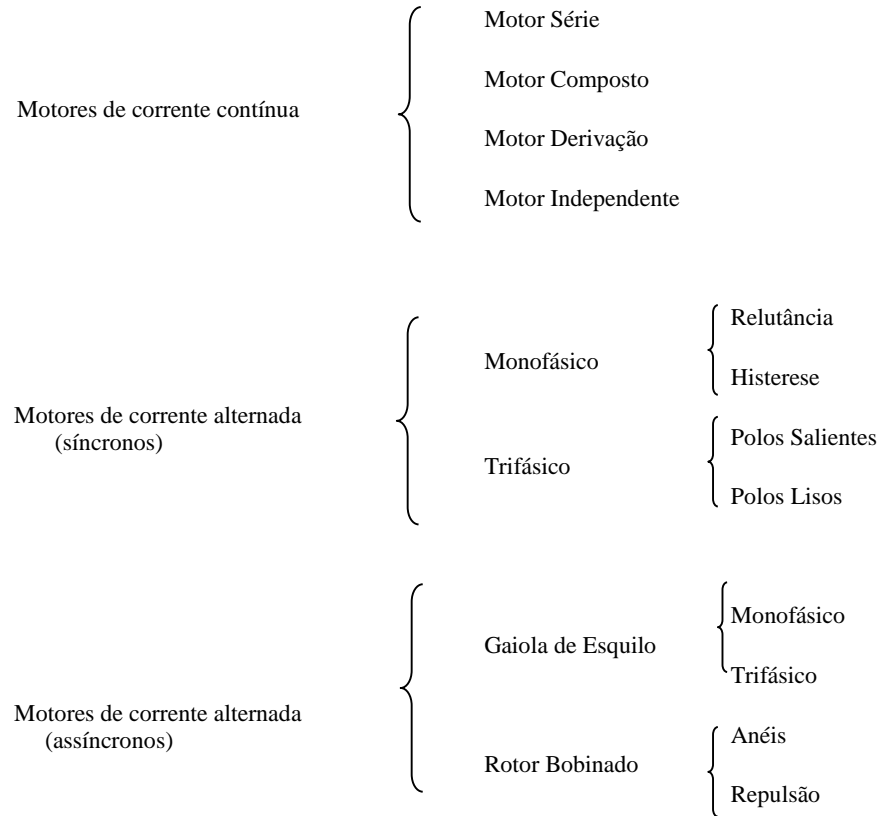 Motores de corrente contínua
Motor Série
Motor Composto
Motor Derivação
Motor Independente
Motores de corrente alternada
(síncronos)
Monofásico
Relutância
Histerese
Trifásico
Polos Salientes
Polos Lisos
Motores de corrente alternada
(assíncronos)
Gaiola de Esquilo
Monofásico
Trifásico
Rotor Bobinado
Anéis
Repulsão